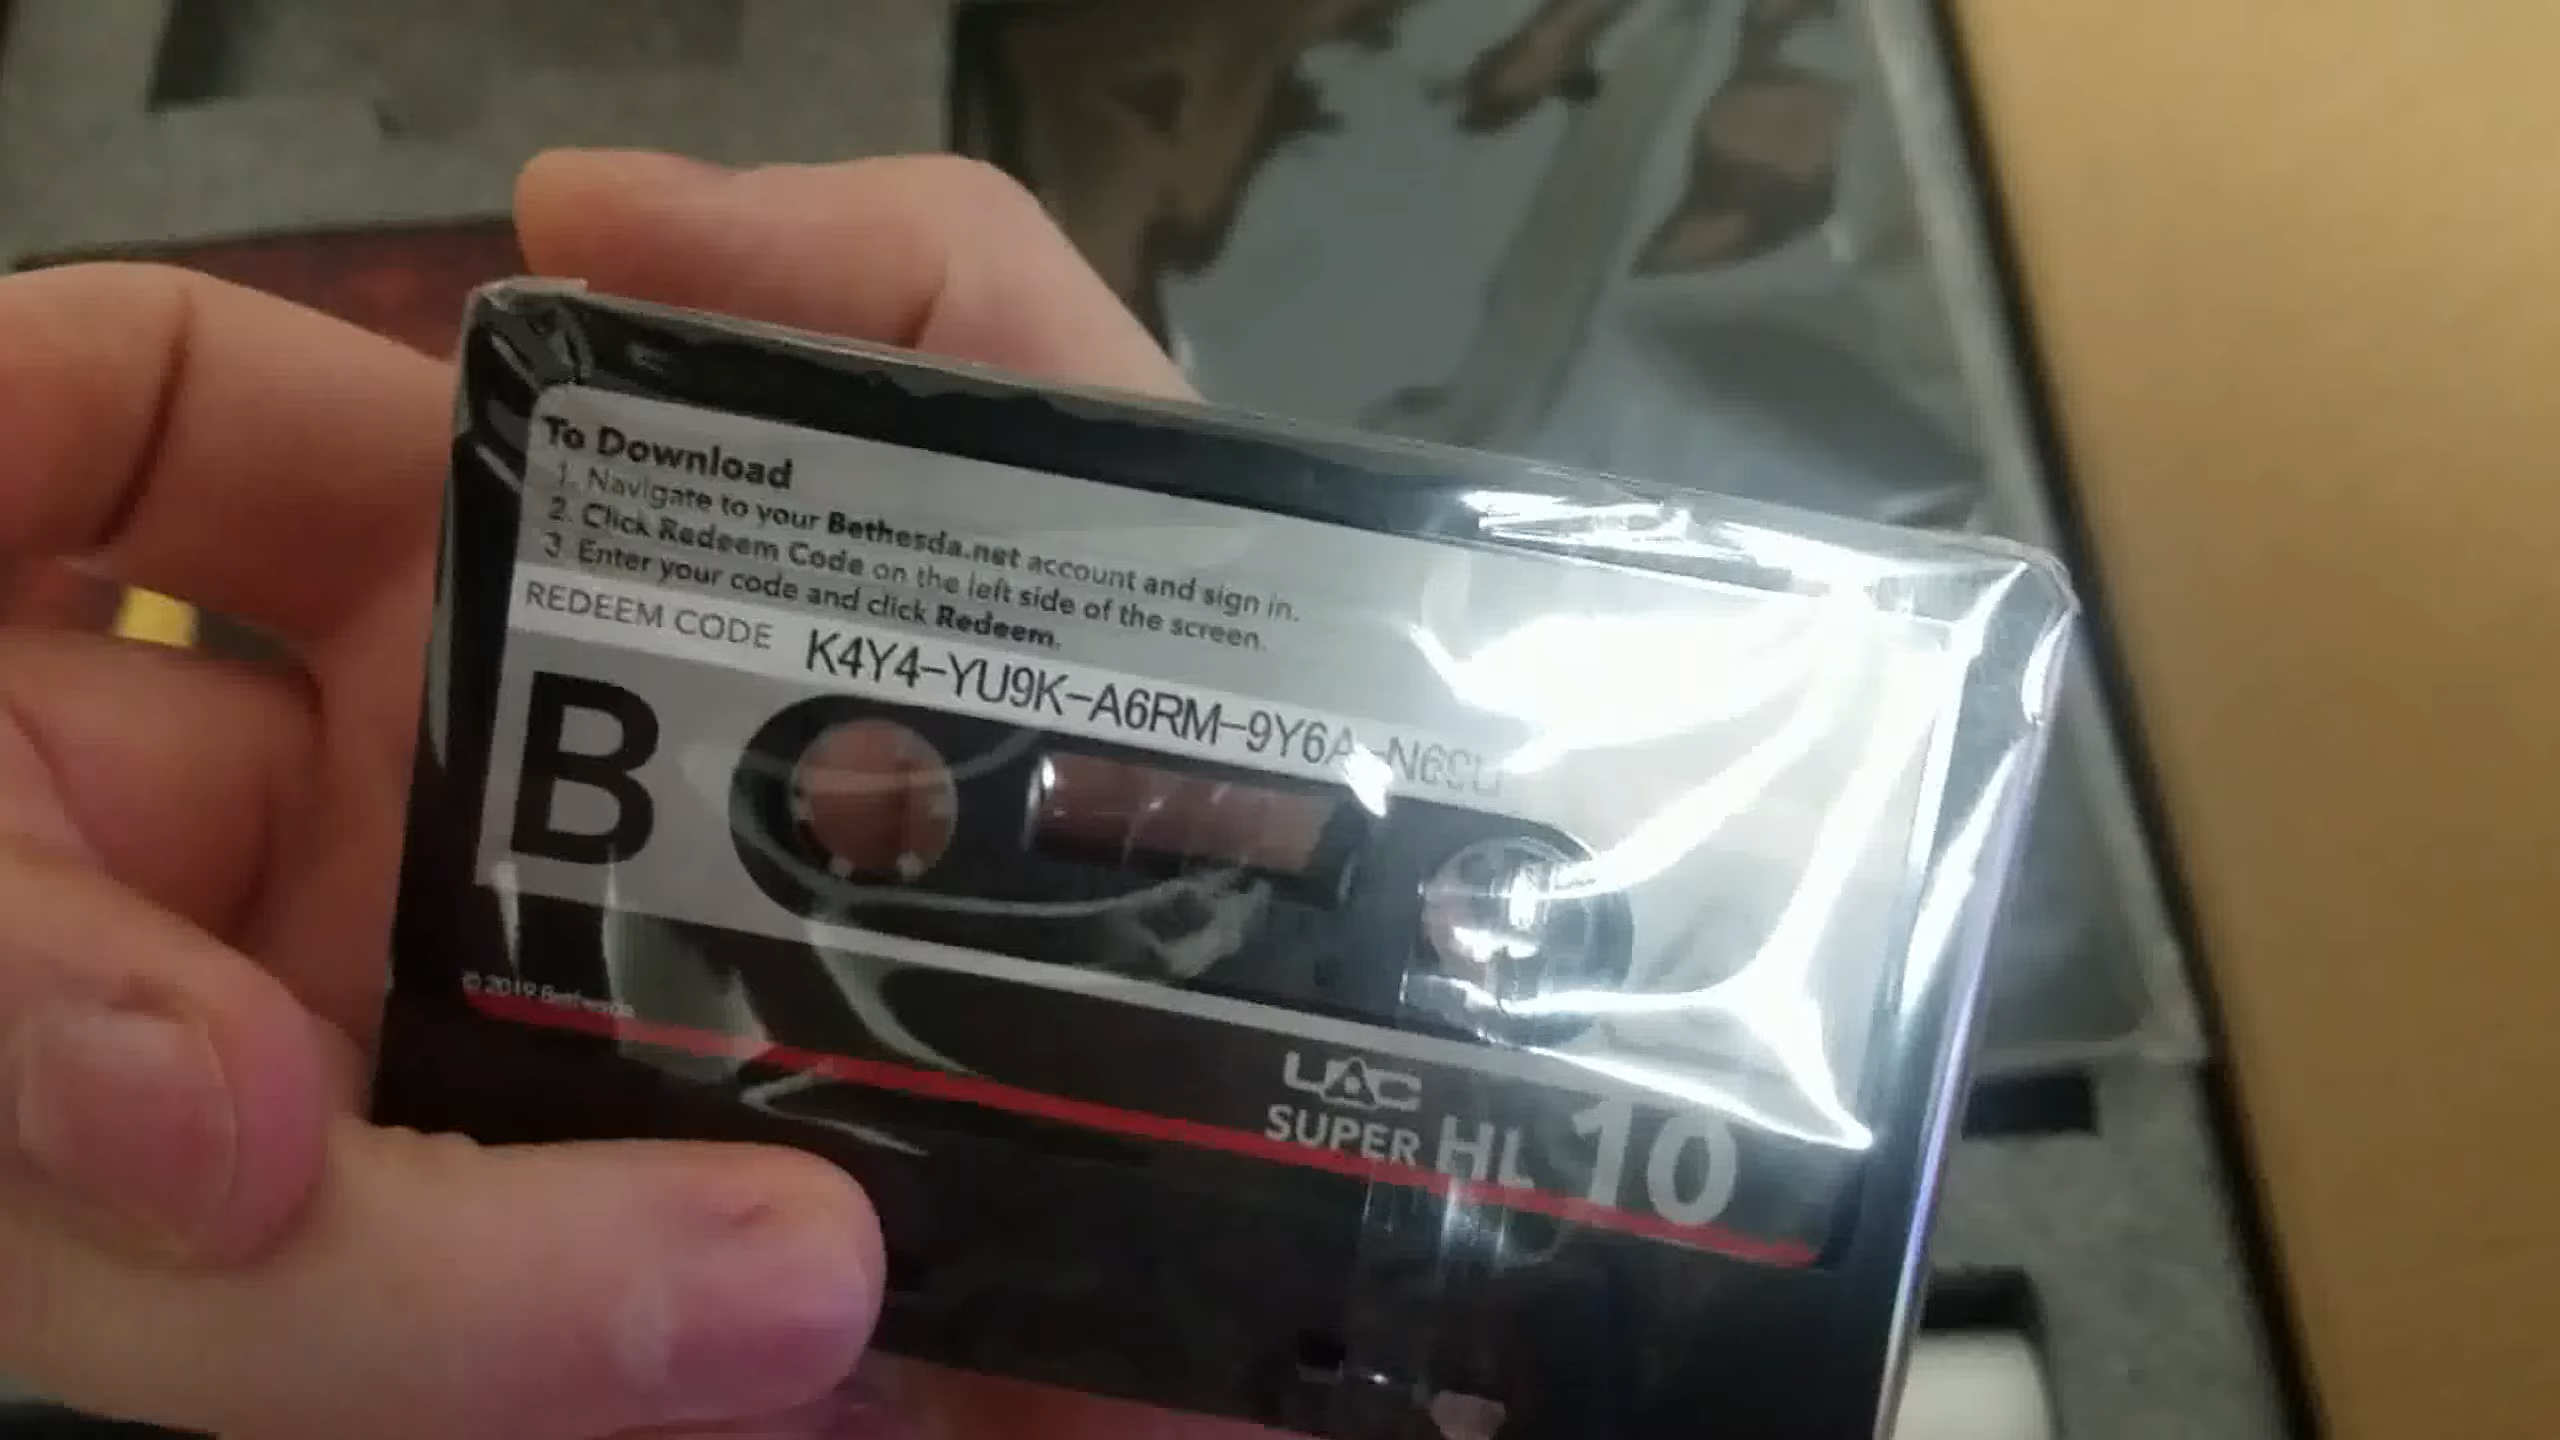 To Download
1. Navigate to your Bethesda.net account and sign in.
2. Click Redeem Code on the left side of the screen.
3. Enter your code and click Redeem.
REDEEM CODE K4Y4-YU9K-A6RM-9Y6A
B
© 2019 Bethesda
UAC
SUPER HL 10